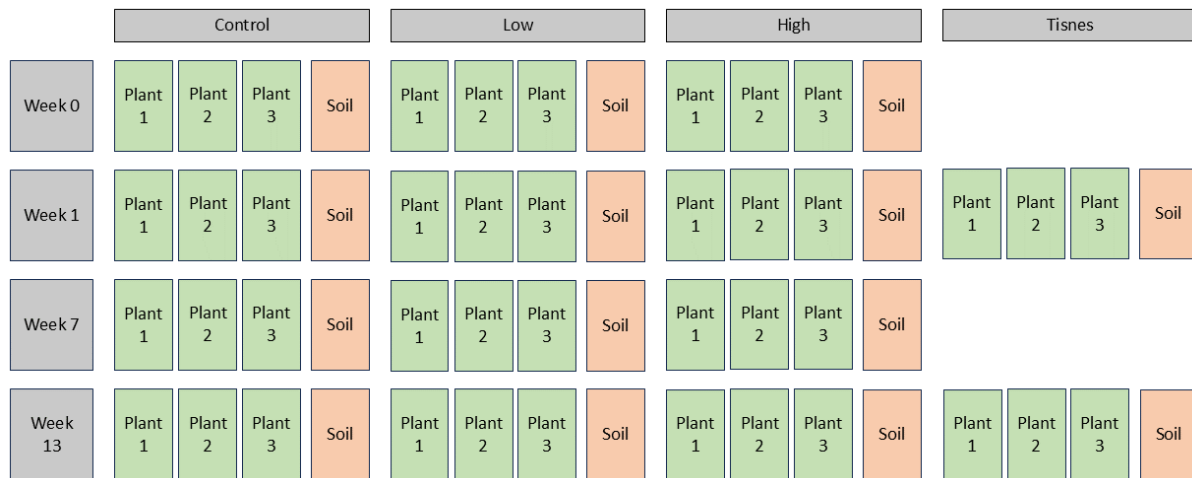 Control Low High Tisnes
Week 0 Plant 1 Plant 2 Plant 3 Soil Plant 1 Plant 2 Plant 3 Soil Plant 1 Plant 2 Plant 3 Soil
Week 1 Plant 1 Plant 2 Plant 3 Soil Plant 1 Plant 2 Plant 3 Soil Plant 1 Plant 2 Plant 3 Soil Plant 1 Plant 2 Plant 3 Soil
Week 7 Plant 1 Plant 2 Plant 3 Soil Plant 1 Plant 2 Plant 3 Soil Plant 1 Plant 2 Plant 3 Soil
Week 13 Plant 1 Plant 2 Plant 3 Soil Plant 1 Plant 2 Plant 3 Soil Plant 1 Plant 2 Plant 3 Soil Plant 1 Plant 2 Plant 3 Soil